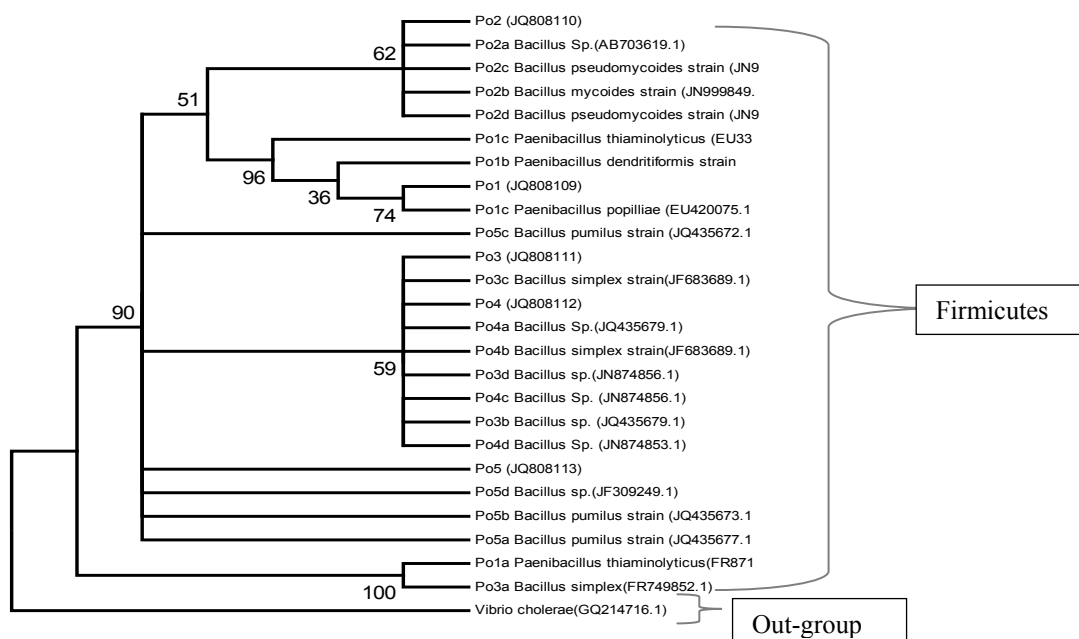 Po2 (JQ808110)
Po2a Bacillus Sp.(AB703619.1)
62
Po2c Bacillus pseudomycoides strain (JN9
Po2b Bacillus mycoides strain (JN999849.
51
Po2d Bacillus pseudomycoides strain (JN9
Po1c Paenibacillus thiaminolyticus (EU33
Po1b Paenibacillus dendritiformis strain
96
Po1 (JQ808109)
36
Po1c Paenibacillus popilliae (EU420075.1
74
Po5c Bacillus pumilus strain (JQ435672.1
Po3 (JQ808111)
Po3c Bacillus simplex strain(JF683689.1)
Po4 (JQ808112)
Firmicutes
90
Po4a Bacillus Sp.(JQ435679.1)
Po4b Bacillus simplex strain(JF683689.1)
59
Po3d Bacillus sp.(JN874856.1)
Po4c Bacillus Sp. (JN874856.1)
Po3b Bacillus sp. (JQ435679.1)
Po4d Bacillus Sp. (JN874853.1)
Po5 (JQ808113)
Po5d Bacillus sp.(JF309249.1)
Po5b Bacillus pumilus strain (JQ435673.1
Po5a Bacillus pumilus strain (JQ435677.1
Po1a Paenibacillus thiaminolyticus(FR871
Po3a Bacillus simplex(FR749852.1)
100
Vibrio cholerae(GQ214716.1)
Out-group